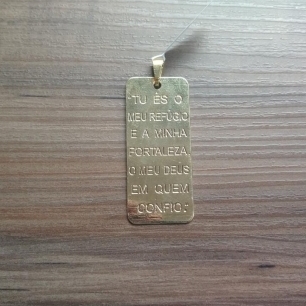 TU ÉS O
MEU REFÚGIO
E A MINHA
FORTALEZA
O MEU DEUS
EM QUEM
CONFIO.